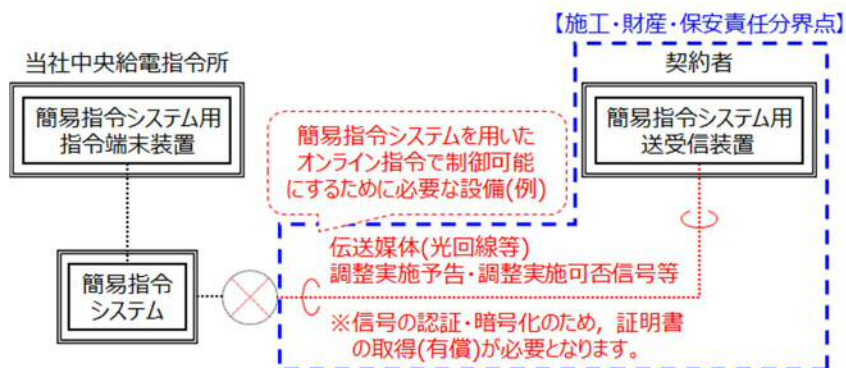 【施工・財産・保安責任分界点】
当社中央給電指令所
契約者
簡易指令システム用
指令端末装置
簡易指令システムを用いた
オンライン指令で制御可能
にするために必要な設備(例)
簡易指令システム用
送受信装置
伝送媒体(光回線等)
調整実施予告・調整実施可否信号等
簡易指令
システム
※信号の認証・暗号化のため, 証明書
の取得(有償)が必要となります。